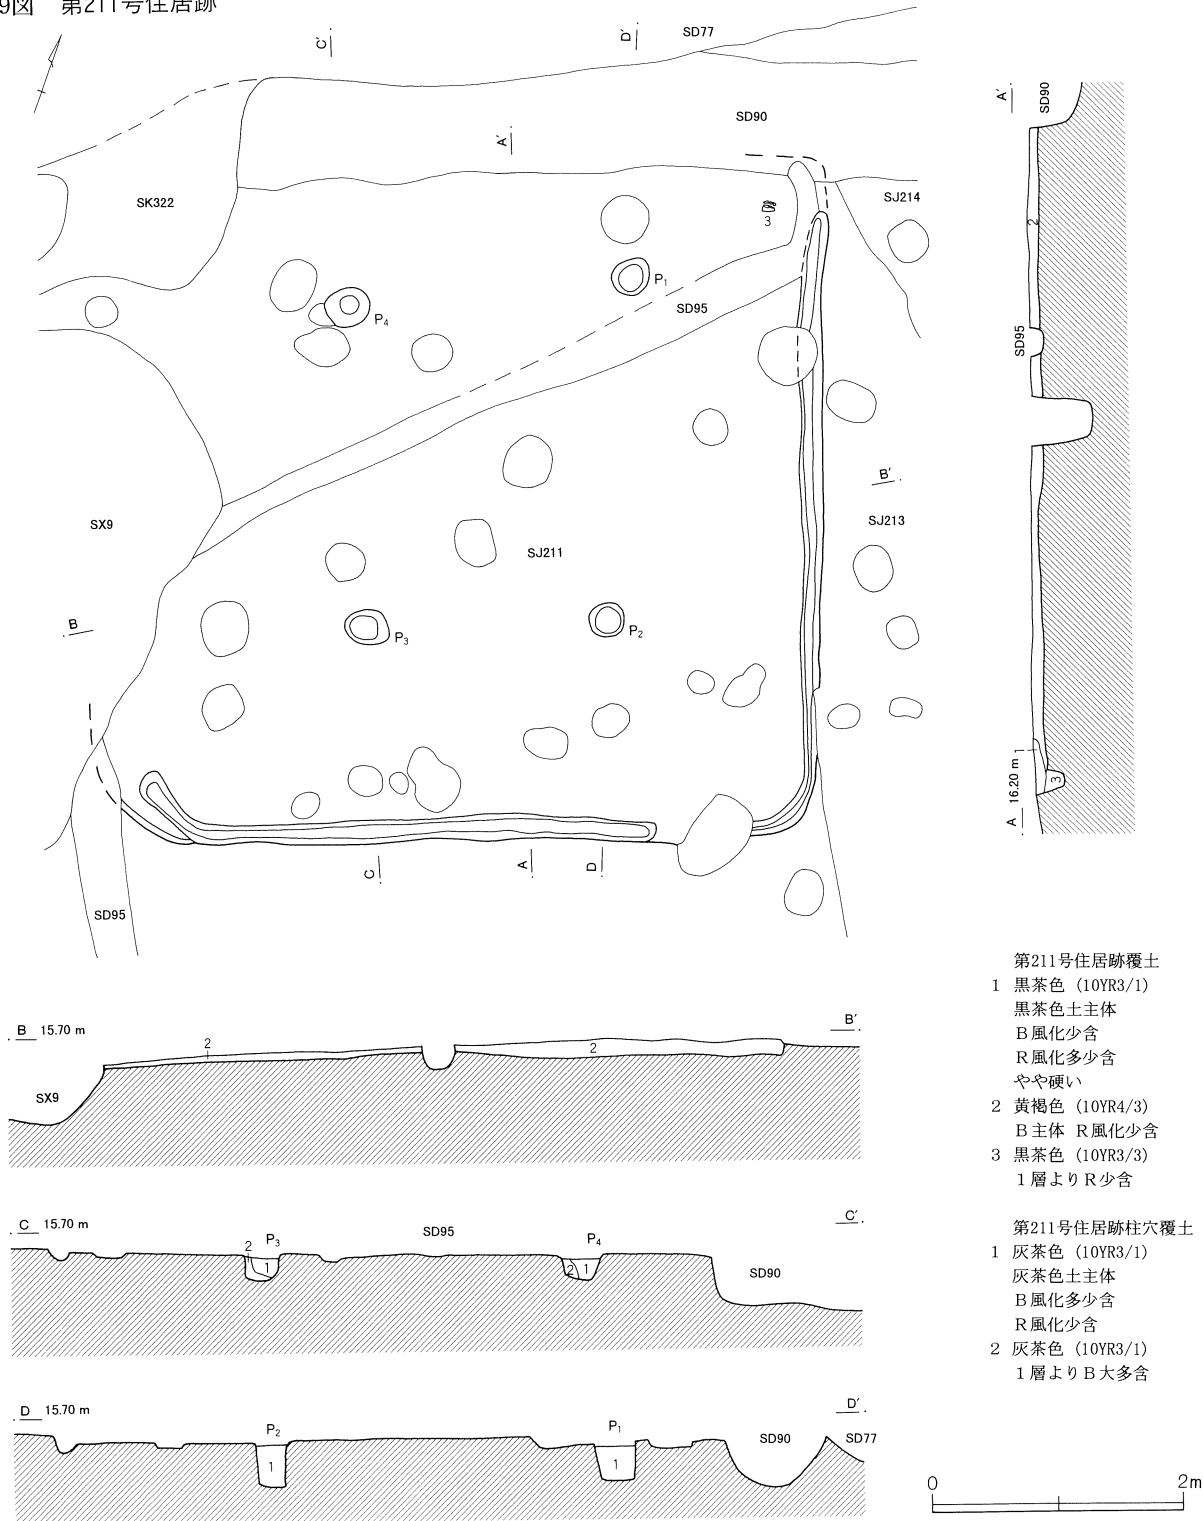 9図　第211号住居跡
C′
D′
SD77
A′
SD90
SK322
3
SJ214
P1
SD95
P4
B′
SX9
SJ213
SJ211
B
P3
P2
C
A
D
SD95
A′
SD90
2
SD95
1
3
A 16.20 m
B 15.70 m
B′
2
2
SX9
C 15.70 m
C′
P3
SD95
P4
2
1
2
1
SD90
D 15.70 m
D′
P2
P1
SD90
SD77
1
1
第211号住居跡覆土
1 黒茶色 (10YR3/1)
黒茶色土主体
B風化少含
R風化多少含
やや硬い
2 黄褐色 (10YR4/3)
B主体 R風化少含
3 黒茶色 (10YR3/3)
1層よりR少含
第211号住居跡柱穴覆土
1 灰茶色 (10YR3/1)
灰茶色土主体
B風化多少含
R風化少含
2 灰茶色 (10YR3/1)
1層よりB大多含
0 2m